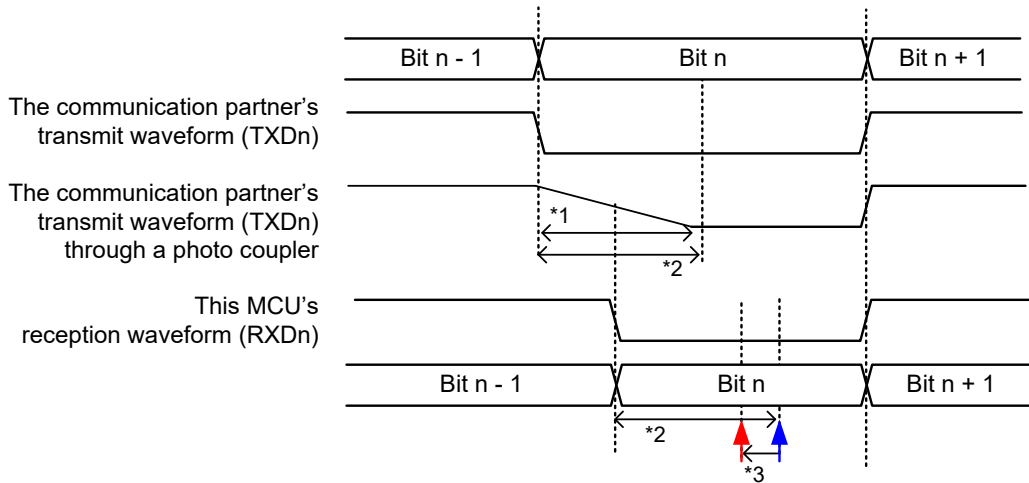 Bit n - 1
Bit n
Bit n + 1
The communication partner’s
transmit waveform (TXDn)
The communication partner’s
transmit waveform (TXDn)
through a photo coupler
*1
*2
This MCU’s
reception waveform (RXDn)
Bit n - 1
Bit n
Bit n + 1
*2
*3